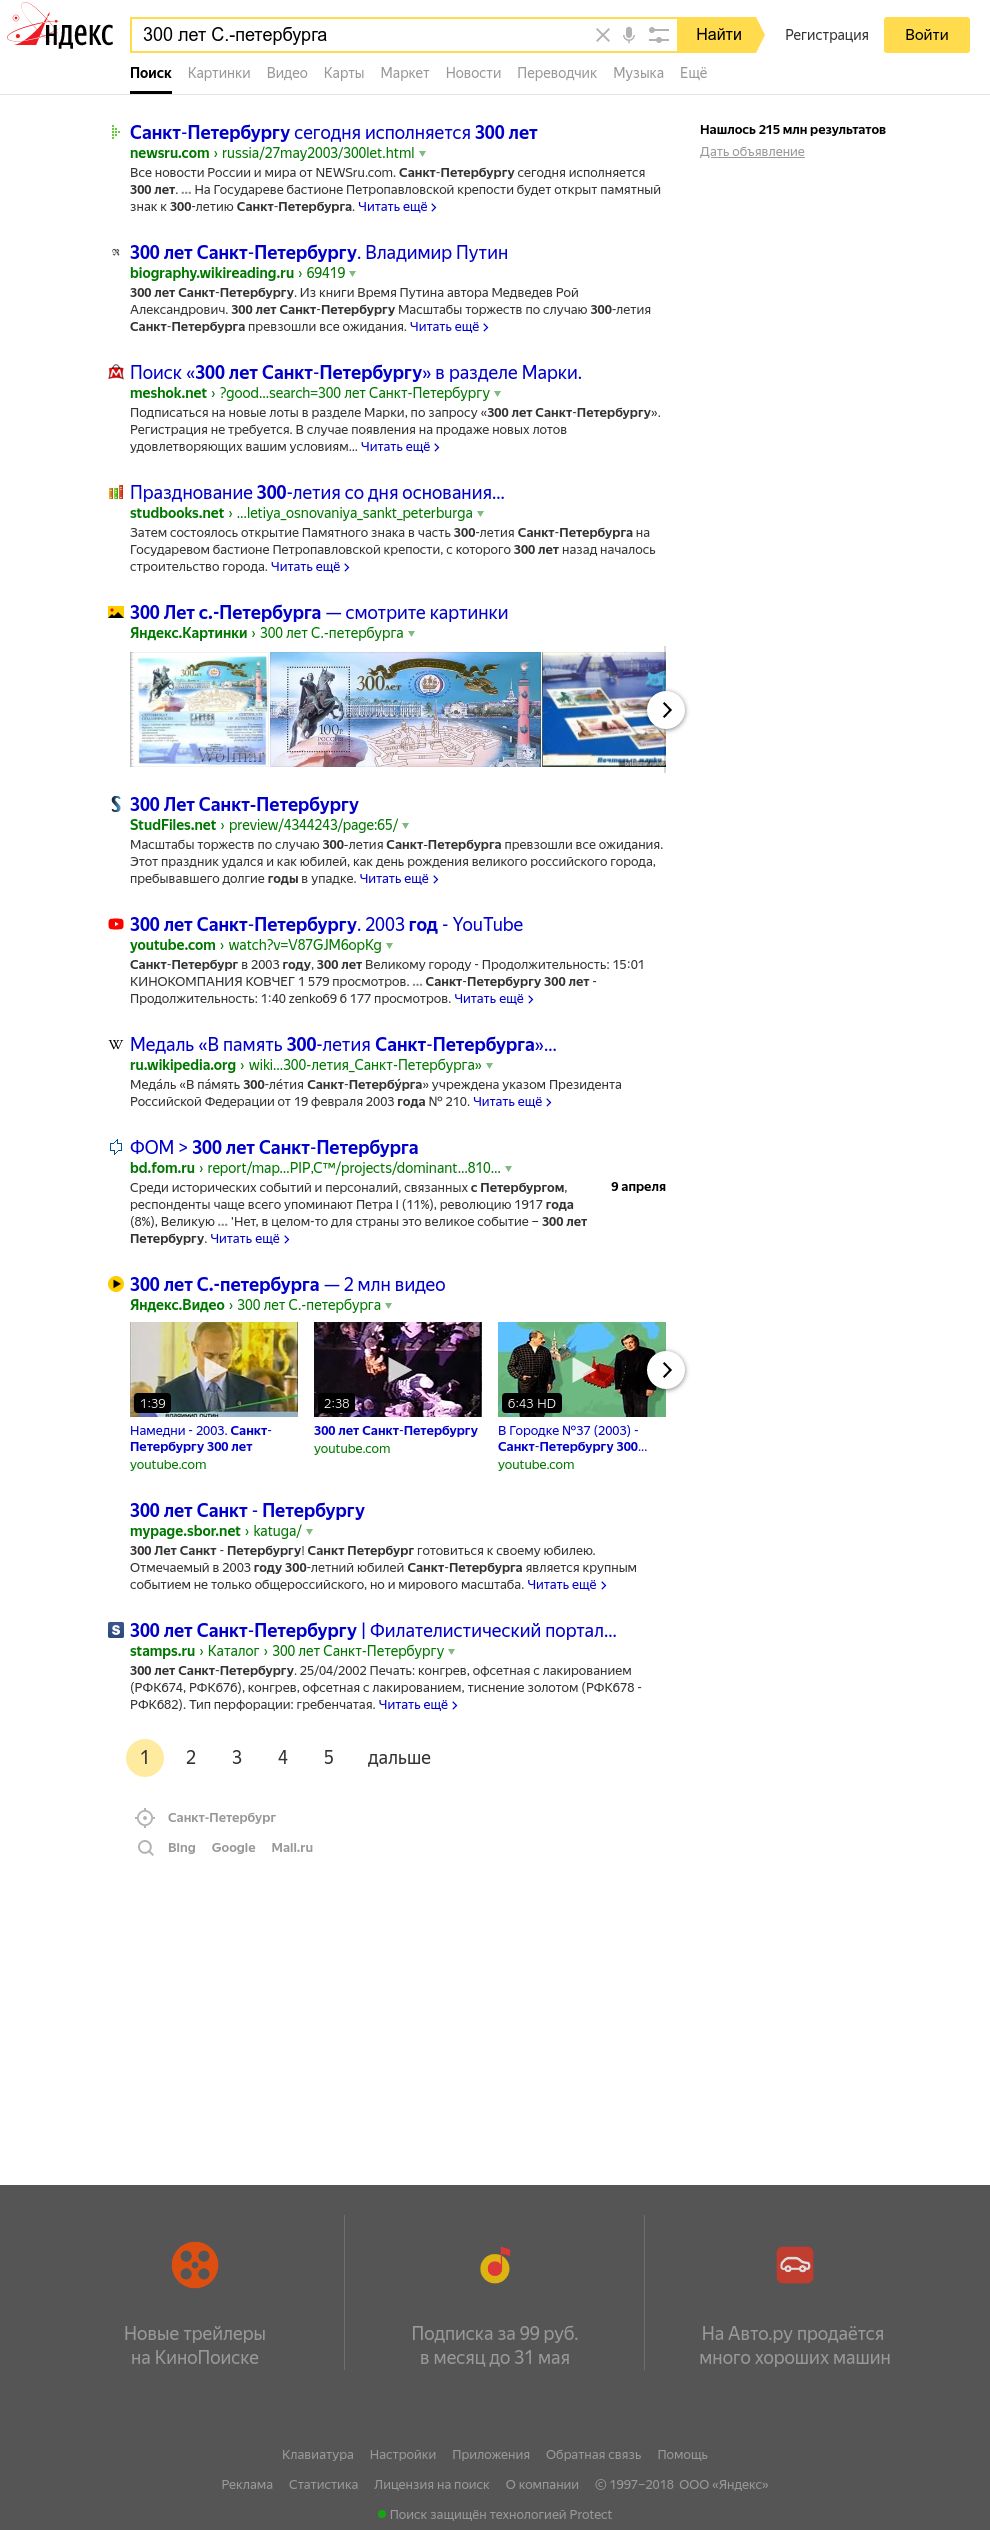 Яндекс
300 лет С.-петербурга
Найти
Регистрация
Войти
Поиск Картинки Видео Карты Маркет Новости Переводчик Музыка Ещё
Нашлось 215 млн результатов
Дать объявление
Санкт-Петербургу сегодня исполняется 300 лет
newsru.com › russia/27may2003/300let.html
Все новости России и мира от NEWSru.com. Санкт-Петербургу сегодня исполняется
300 лет. ... На Государеве бастионе Петропавловской крепости будет открыт памятный
знак к 300-летию Санкт-Петербурга. Читать ещё
300 лет Санкт-Петербургу. Владимир Путин
biography.wikireading.ru › 69419
300 лет Санкт-Петербургу. Из книги Время Путина автора Медведев Рой
Александрович. 300 лет Санкт-Петербургу Масштабы торжеств по случаю 300-летия
Санкт-Петербурга превзошли все ожидания. Читать ещё
Поиск «300 лет Санкт-Петербургу» в разделе Марки.
meshok.net › ?good...search=300 лет Санкт-Петербургу
Подписаться на новые лоты в разделе Марки, по запросу «300 лет Санкт-Петербургу».
Регистрация не требуется. В случае появления на продаже новых лотов
удовлетворяющих вашим условиям... Читать ещё
Празднование 300-летия со дня основания...
studbooks.net › ...letiya_osnovaniya_sankt_peterburga
Затем состоялось открытие Памятного знака в часть 300-летия Санкт-Петербурга на
Государевом бастионе Петропавловской крепости, с которого 300 лет назад началось
строительство города. Читать ещё
300 Лет с.-Петербурга — смотрите картинки
Яндекс.Картинки › 300 лет С.-петербурга
300лет
100р
РОССИЯ
Wolmar
Почтовые марки
300 Лет Санкт-Петербургу
StudFiles.net › preview/4344243/page:65/
Масштабы торжеств по случаю 300-летия Санкт-Петербурга превзошли все ожидания.
Этот праздник удался и как юбилей, как день рождения великого российского города,
пребывавшего долгие годы в упадке. Читать ещё
300 лет Санкт-Петербургу. 2003 год - YouTube
youtube.com › watch?v=V87GJM6opKg
Санкт-Петербург в 2003 году, 300 лет Великому городу - Продолжительность: 15:01
КИНОКОМПАНИЯ КОВЧЕГ 1 579 просмотров. ... Санкт-Петербургу 300 лет -
Продолжительность: 1:40 zenko69 6 177 просмотров. Читать ещё
Медаль «В память 300-летия Санкт-Петербурга»...
ru.wikipedia.org › wiki...300-летия_Санкт-Петербурга»
Меда́ль «В па́мять 300-ле́тия Санкт-Петербу́рга» учреждена указом Президента
Российской Федерации от 19 февраля 2003 года № 210. Читать ещё
ФОМ > 300 лет Санкт-Петербурга
bd.fom.ru › report/map...PIP,C™/projects/dominant...810...
Среди исторических событий и персоналий, связанных с Петербургом,
9 апреля
респонденты чаще всего упоминают Петра I (11%), революцию 1917 года
(8%), Великую ... 'Нет, в целом-то для страны это великое событие – 300 лет
Петербургу. Читать ещё
300 лет С.-петербурга — 2 млн видео
Яндекс.Видео › 300 лет С.-петербурга
1:39
2:38
6:43 HD
ВЛАДИМИР ПУТИН
Намедни - 2003. Санкт-
Петербургу 300 лет
youtube.com
300 лет Санкт-Петербургу
youtube.com
В Городке №37 (2003) -
Санкт-Петербургу 300...
youtube.com
300 лет Санкт - Петербургу
mypage.sbor.net › katuga/
300 Лет Санкт - Петербургу! Санкт Петербург готовиться к своему юбилею.
Отмечаемый в 2003 году 300-летний юбилей Санкт-Петербурга является крупным
событием не только общероссийского, но и мирового масштаба. Читать ещё
300 лет Санкт-Петербургу | Филателистический портал...
stamps.ru › Каталог › 300 лет Санкт-Петербургу
300 лет Санкт-Петербургу. 25/04/2002 Печать: конгрев, офсетная с лакированием
(РФК674, РФК676), конгрев, офсетная с лакированием, тиснение золотом (РФК678 -
РФК682). Тип перфорации: гребенчатая. Читать ещё
1 2 3 4 5 дальше
Санкт-Петербург
Bing Google Mail.ru
Новые трейлеры
на КиноПоиске
Подписка за 99 руб.
в месяц до 31 мая
На Авто.ру продаётся
много хороших машин
Клавиатура Настройки Приложения Обратная связь Помощь
Реклама Статистика Лицензия на поиск О компании © 1997–2018 ООО «Яндекс»
Поиск защищён технологией Protect